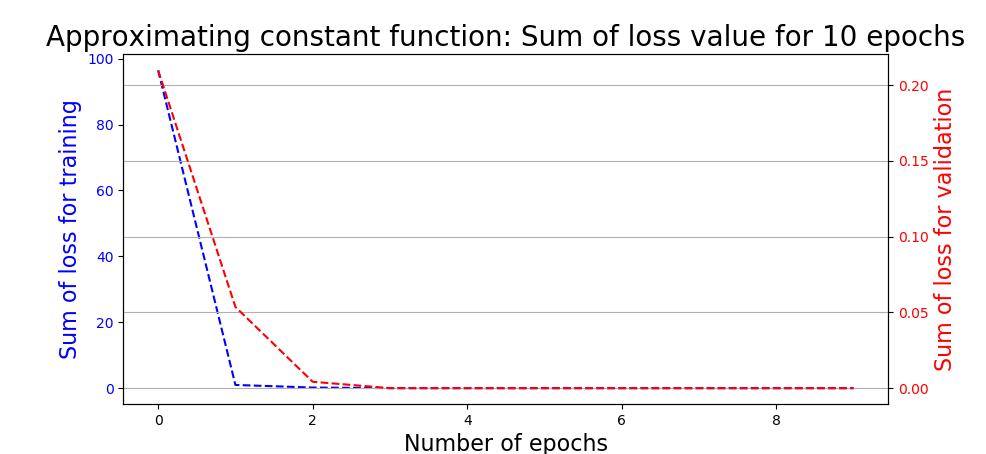 Approximating constant function: Sum of loss value for 10 epochs
Sum of loss for training
100
80
60
40
20
0
0.20
0.15
0.10
0.05
0.00
Sum of loss for validation
0 2 4 6 8
Number of epochs